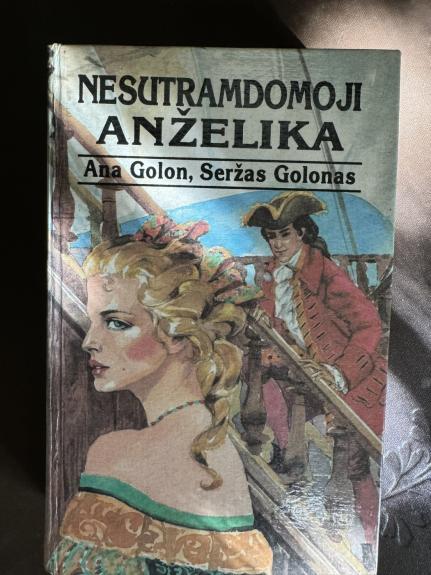 NESUTRAMDOMOJI
ANŽELIKA
Ana Golon, Seržas Golonas